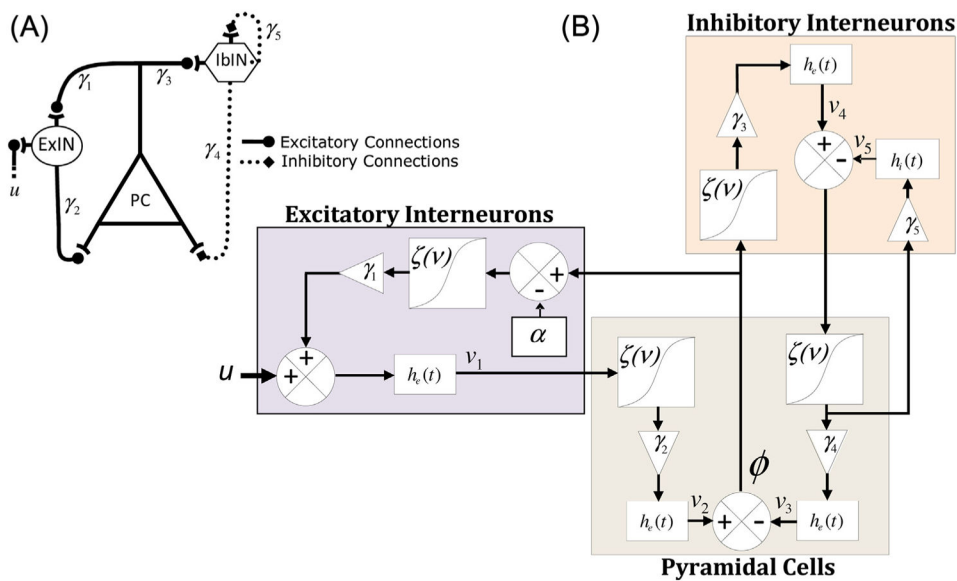 (A)
IbIN
γ5
γ1
γ3
ExIN
u
γ4
γ2
PC
Excitatory Connections
Inhibitory Connections
(B)
Inhibitory Interneurons
he(t)
γ3
v4
+
-
v5
hi(t)
ζ(ν)
γ5
Excitatory Interneurons
γ1
ζ(ν)
+
-
α
u
+
+
he(t)
v1
ζ(ν)
ζ(ν)
γ2
γ4
ϕ
he(t)
v2
+
-
v3
he(t)
Pyramidal Cells